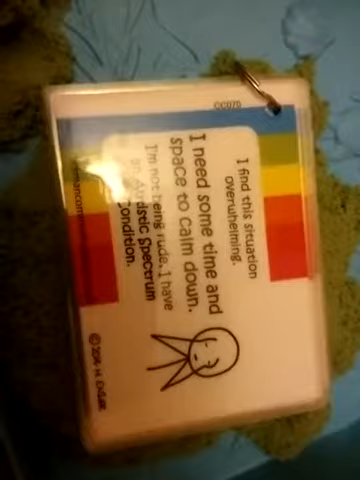 CC070
I find this situation
overwhelming.
I need some time and
space to calm down.
I'm not being rude. I have
an Autistic Spectrum
Condition.